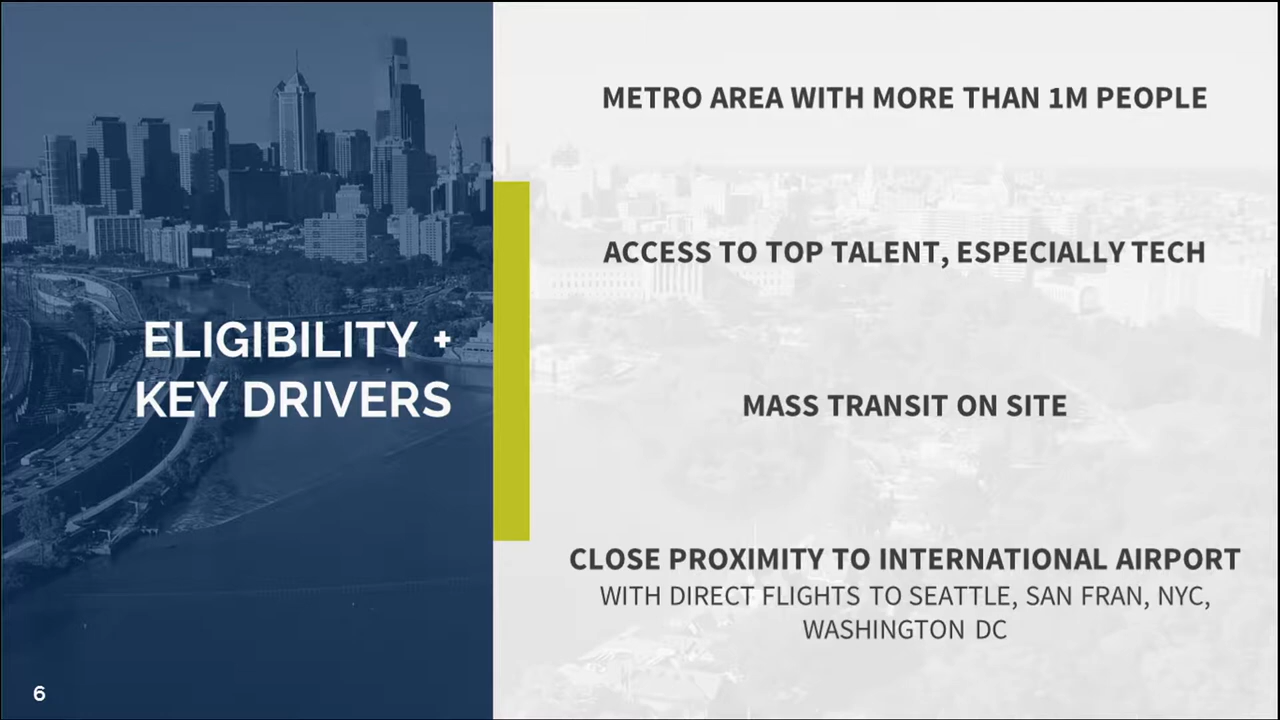 ELIGIBILITY +
KEY DRIVERS
METRO AREA WITH MORE THAN 1M PEOPLE
ACCESS TO TOP TALENT, ESPECIALLY TECH
MASS TRANSIT ON SITE
CLOSE PROXIMITY TO INTERNATIONAL AIRPORT
WITH DIRECT FLIGHTS TO SEATTLE, SAN FRAN, NYC,
WASHINGTON DC
6